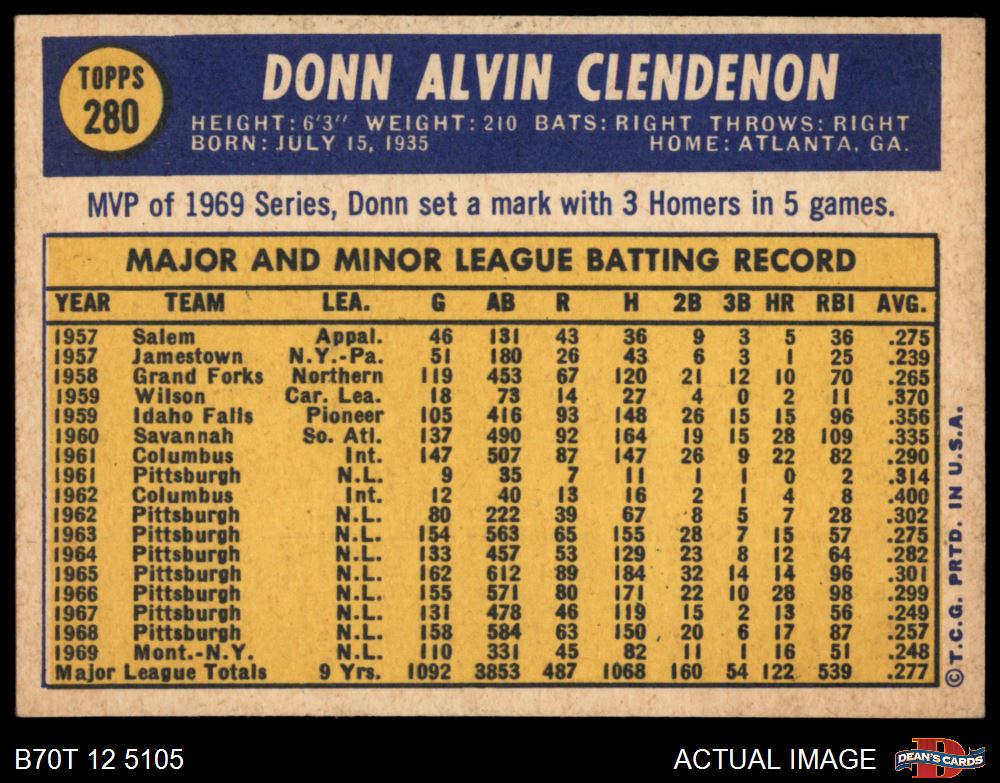 TOPPS
280
DONN ALVIN CLENDENON
HEIGHT: 6'3" WEIGHT: 210 BATS: RIGHT THROWS: RIGHT
BORN: JULY 15, 1935 HOME: ATLANTA, GA.
MVP of 1969 Series, Donn set a mark with 3 Homers in 5 games.
MAJOR AND MINOR LEAGUE BATTING RECORD
YEAR TEAM LEA. G AB R H 2B 3B HR RBI AVG.
1957 Salem Appal. 46 131 43 36 9 3 5 36 .275
1957 Jamestown N.Y.-Pa. 51 180 26 43 6 3 1 25 .239
1958 Grand Forks Northern 119 453 67 120 21 12 10 70 .265
1959 Wilson Car. Lea. 18 73 14 27 4 0 2 11 .370
1959 Idaho Falls Pioneer 105 416 93 148 26 15 15 96 .356
1960 Savannah So. Atl. 137 490 92 164 19 15 28 109 .335
1961 Columbus Int. 147 507 87 147 26 9 22 82 .290
1961 Pittsburgh N.L. 9 35 7 11 1 1 0 2 .314
1962 Columbus Int. 12 40 13 16 2 1 4 8 .400
1962 Pittsburgh N.L. 80 222 39 67 8 5 7 28 .302
1963 Pittsburgh N.L. 154 563 65 155 28 7 15 57 .275
1964 Pittsburgh N.L. 133 457 53 129 23 8 12 64 .282
1965 Pittsburgh N.L. 162 612 89 184 32 14 14 96 .301
1966 Pittsburgh N.L. 155 571 80 171 22 10 28 98 .299
1967 Pittsburgh N.L. 131 478 46 119 15 2 13 56 .249
1968 Pittsburgh N.L. 158 584 63 150 20 6 17 87 .257
1969 Mont.-N.Y. N.L. 110 331 45 82 11 1 16 51 .248
Major League Totals 9 Yrs. 1092 3853 487 1068 160 54 122 539 .277
©T.C.G. PRTD. IN U.S.A.
B70T 12 5105
ACTUAL IMAGE
D
DEAN'S CARDS